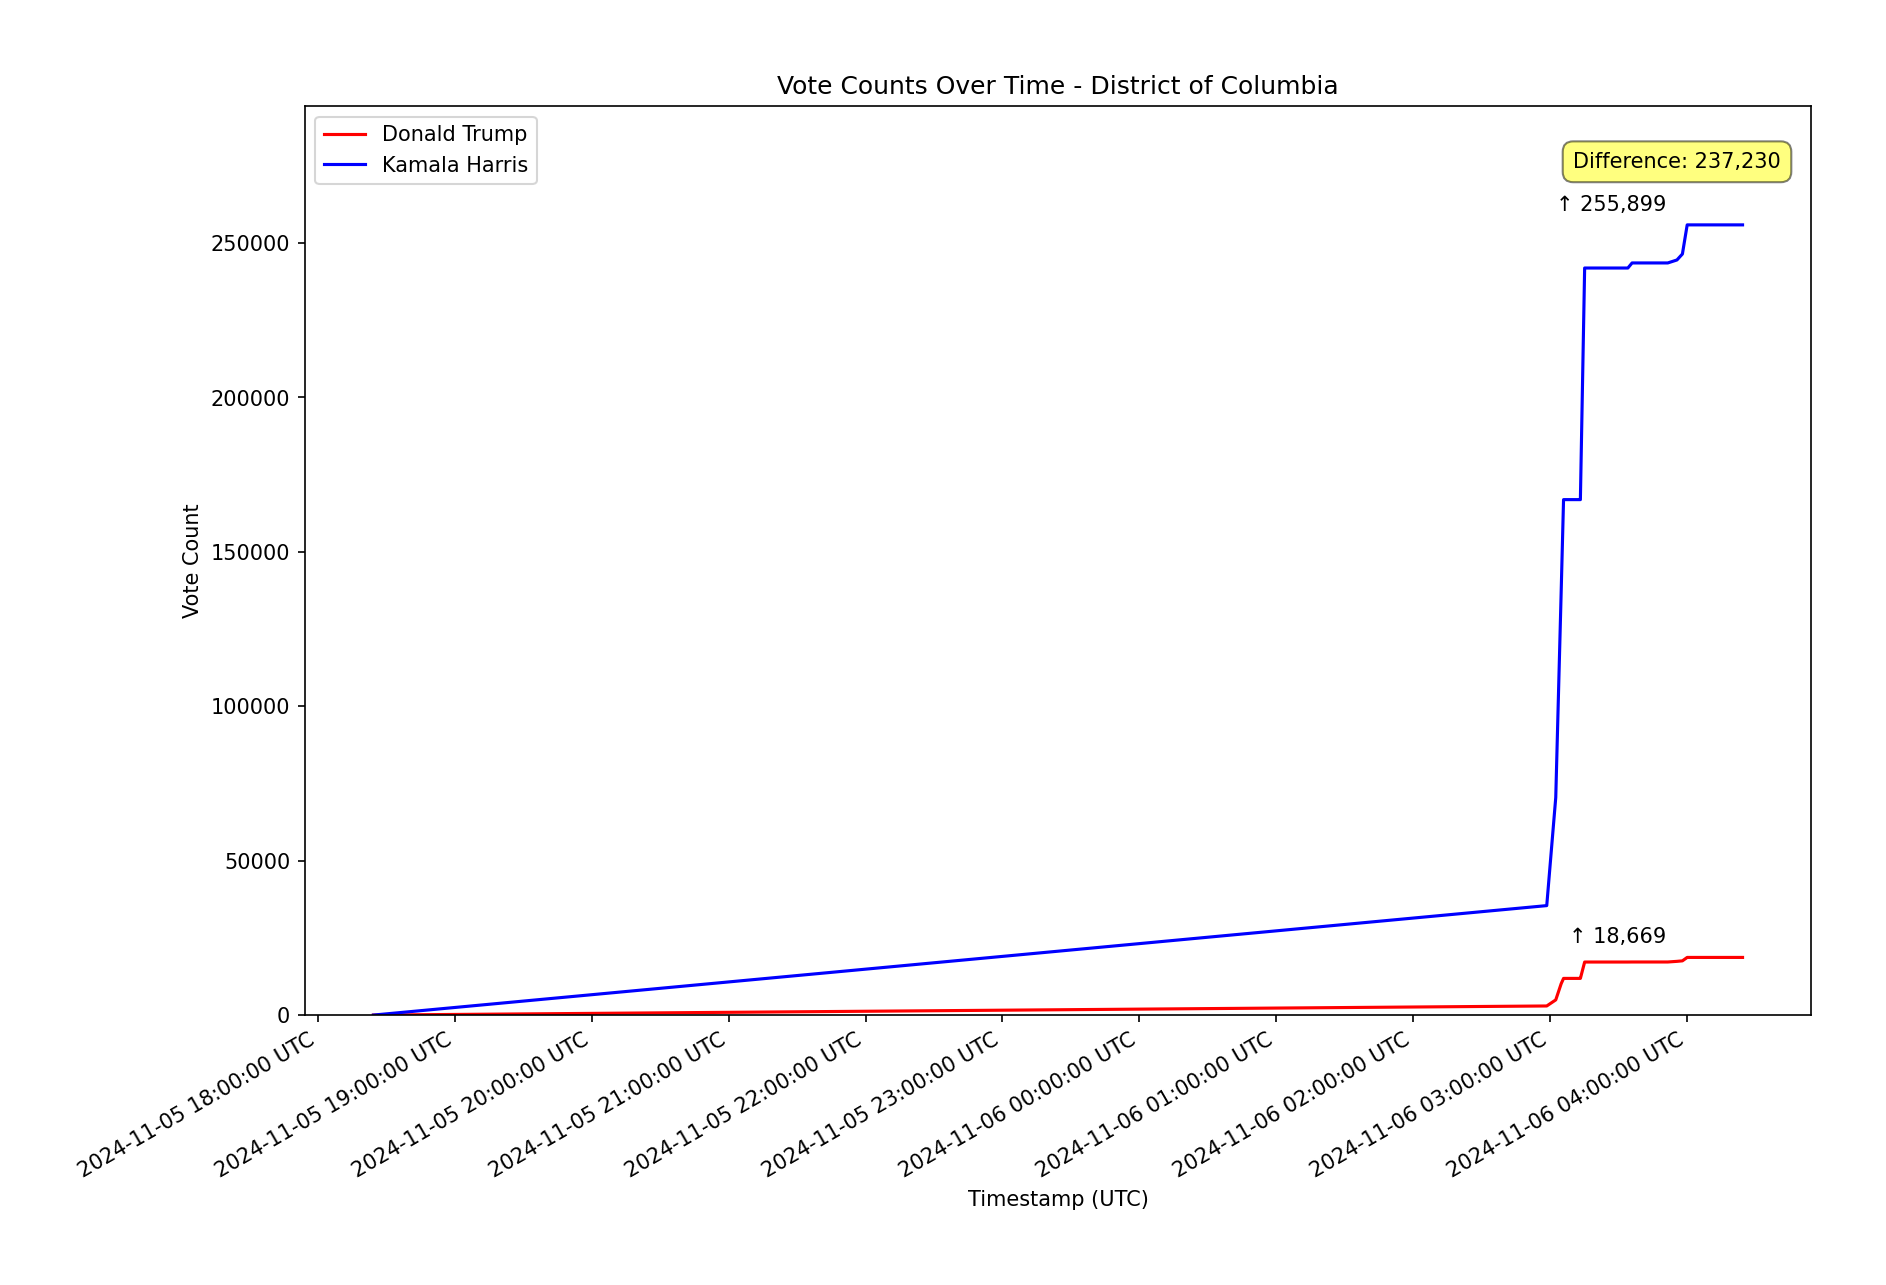 Vote Counts Over Time - District of Columbia
Donald Trump
Kamala Harris
Difference: 237,230
↑ 255,899
↑ 18,669
Vote Count
250000
200000
150000
100000
50000
0
2024-11-05 18:00:00 UTC
2024-11-05 19:00:00 UTC
2024-11-05 20:00:00 UTC
2024-11-05 21:00:00 UTC
2024-11-05 22:00:00 UTC
2024-11-05 23:00:00 UTC
2024-11-06 00:00:00 UTC
2024-11-06 01:00:00 UTC
2024-11-06 02:00:00 UTC
2024-11-06 03:00:00 UTC
2024-11-06 04:00:00 UTC
Timestamp (UTC)